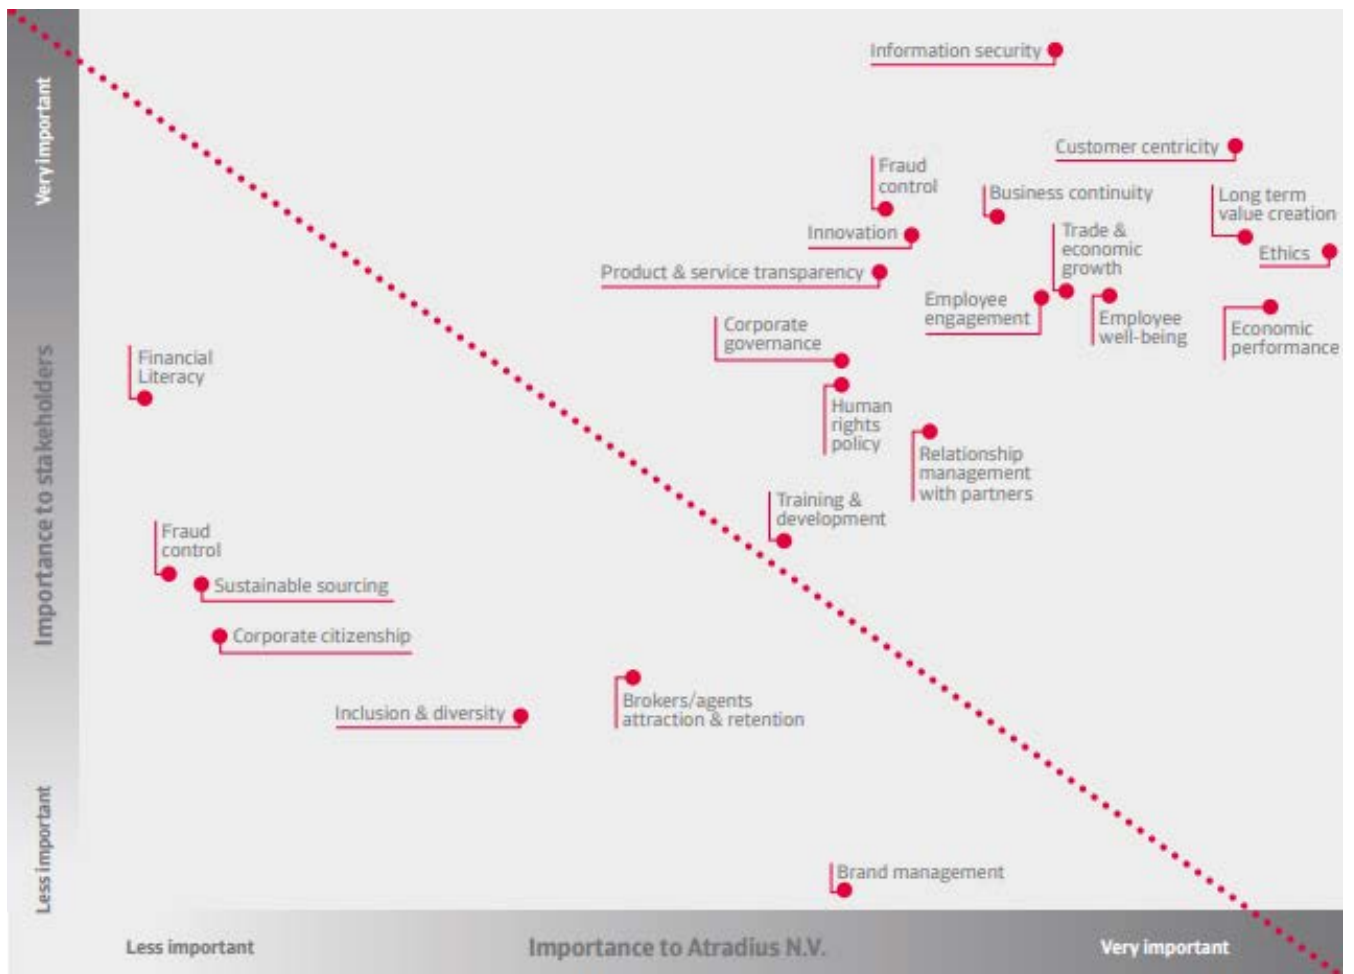 Very important
Importance to stakeholders
Less important
Information security
Customer centricity
Fraud
control
Business continuity
Long term
value creation
Innovation
Trade &
economic
growth
Ethics
Product & service transparency
Employee
engagement
Employee
well-being
Economic
performance
Corporate
governance
Financial
Literacy
Human
rights
policy
Relationship
management
with partners
Training &
development
Fraud
control
Sustainable sourcing
Corporate citizenship
Inclusion & diversity
Brokers/agents
attraction & retention
Brand management
Less important
Importance to Atradius N.V.
Very important